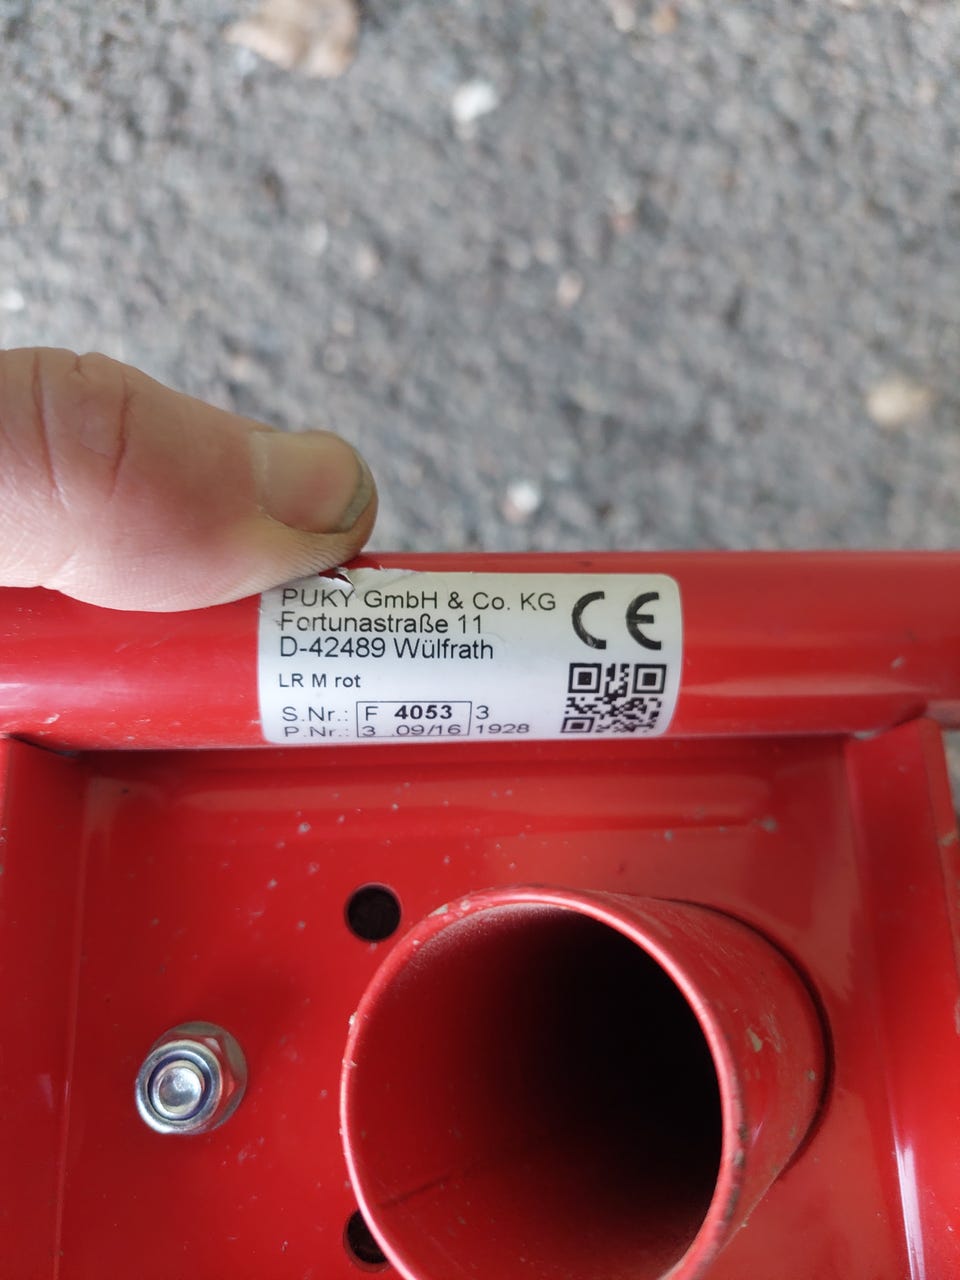 PUKY GmbH & Co. KG
Fortunastraße 11
D-42489 Wülfrath
CE
LR M rot
S.Nr.: F 4053 3
P.Nr.: 3 09/16 1928